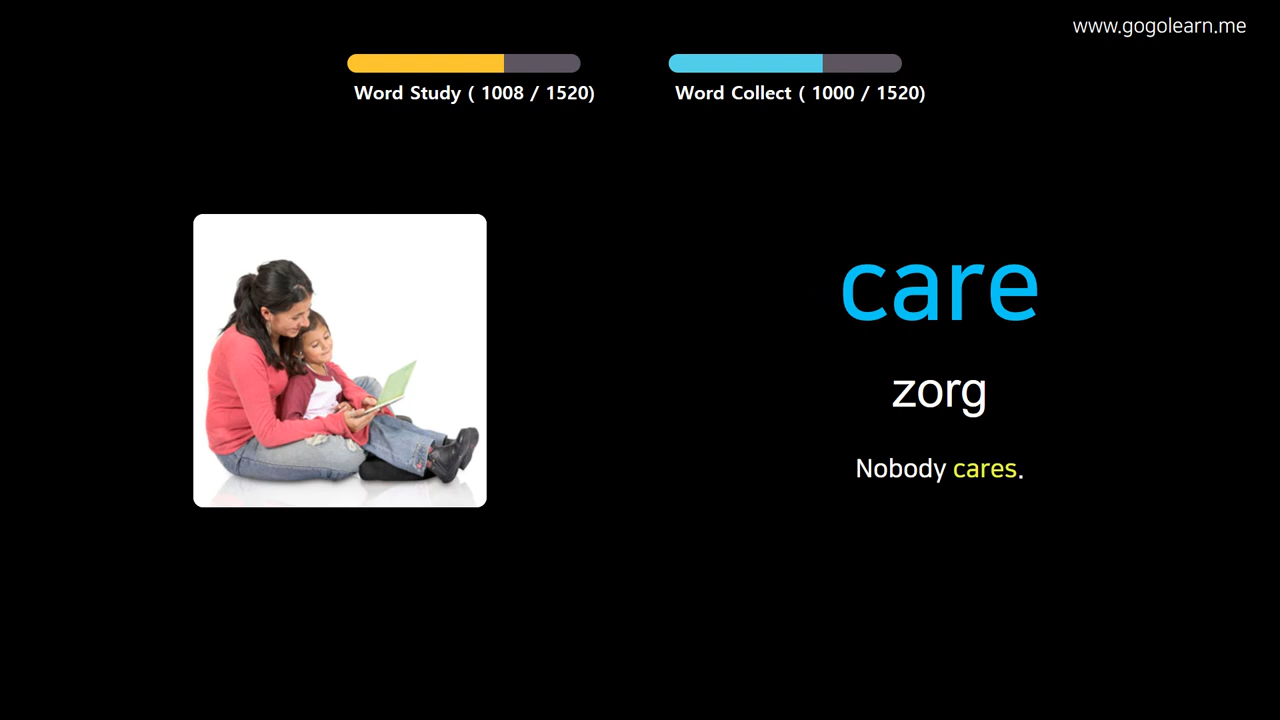 www.gogolearn.me
Word Study ( 1008 / 1520)
Word Collect ( 1000 / 1520)
care
zorg
Nobody cares.